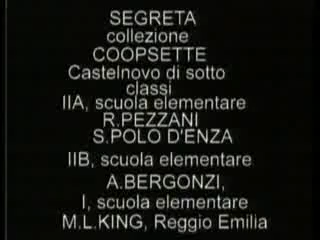 SEGRETA
collezione
COOPSETTE
Castelnovo di sotto
classi
IIA, scuola elementare
R.PEZZANI
S.POLO D'ENZA
IIB, scuola elementare
A.BERGONZI,
I, scuola elementare
M.L.KING, Reggio Emilia